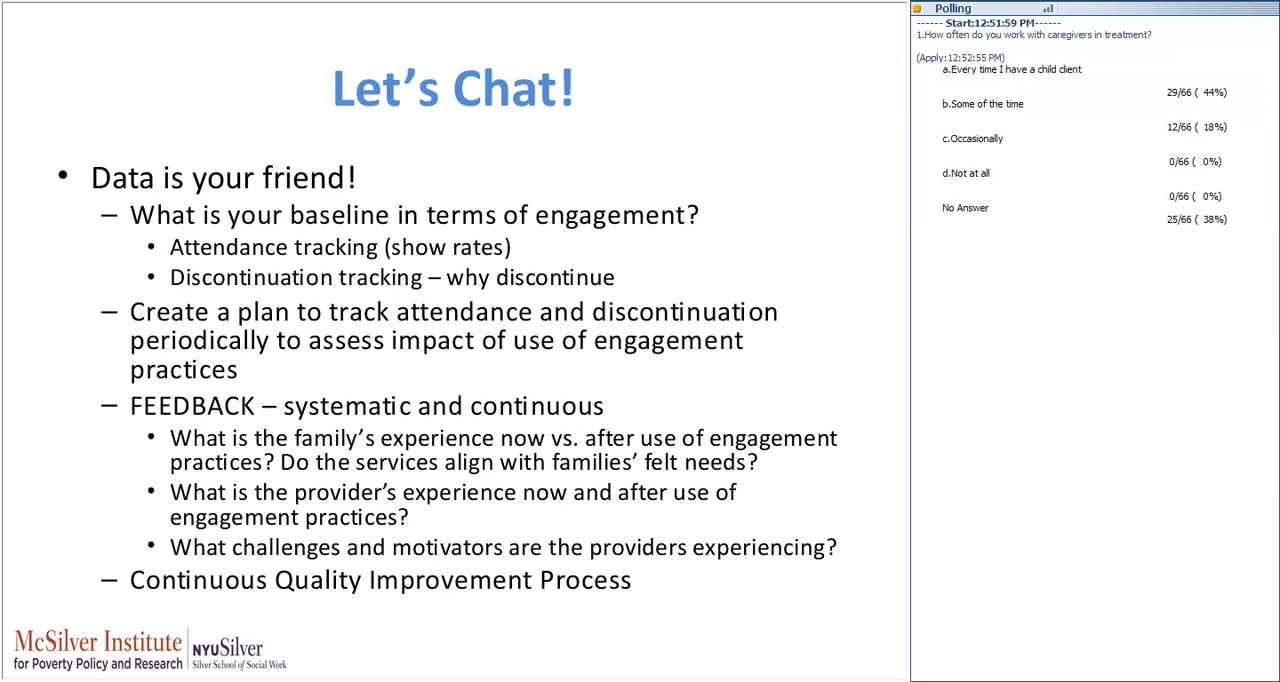 Let's Chat!
• Data is your friend!
– What is your baseline in terms of engagement?
• Attendance tracking (show rates)
• Discontinuation tracking – why discontinue
– Create a plan to track attendance and discontinuation
periodically to assess impact of use of engagement
practices
– FEEDBACK – systematic and continuous
• What is the family's experience now vs. after use of engagement
practices? Do the services align with families' felt needs?
• What is the provider's experience now and after use of
engagement practices?
• What challenges and motivators are the providers experiencing?
– Continuous Quality Improvement Process
McSilver Institute
for Poverty Policy and Research
NYUSilver
Silver School of Social Work
Polling
------ Start:12:51:59 PM------
1.How often do you work with caregivers in treatment?
(Apply:12:52:55 PM)
a.Every time I have a child client
29/66 ( 44%)
b.Some of the time
12/66 ( 18%)
c.Occasionally
0/66 ( 0%)
d.Not at all
0/66 ( 0%)
No Answer
25/66 ( 38%)